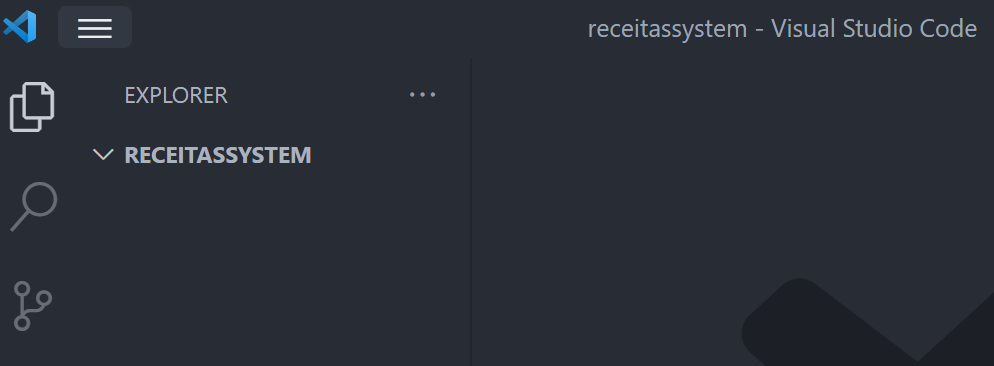 receitassystem - Visual Studio Code
EXPLORER
RECEITASSYSTEM